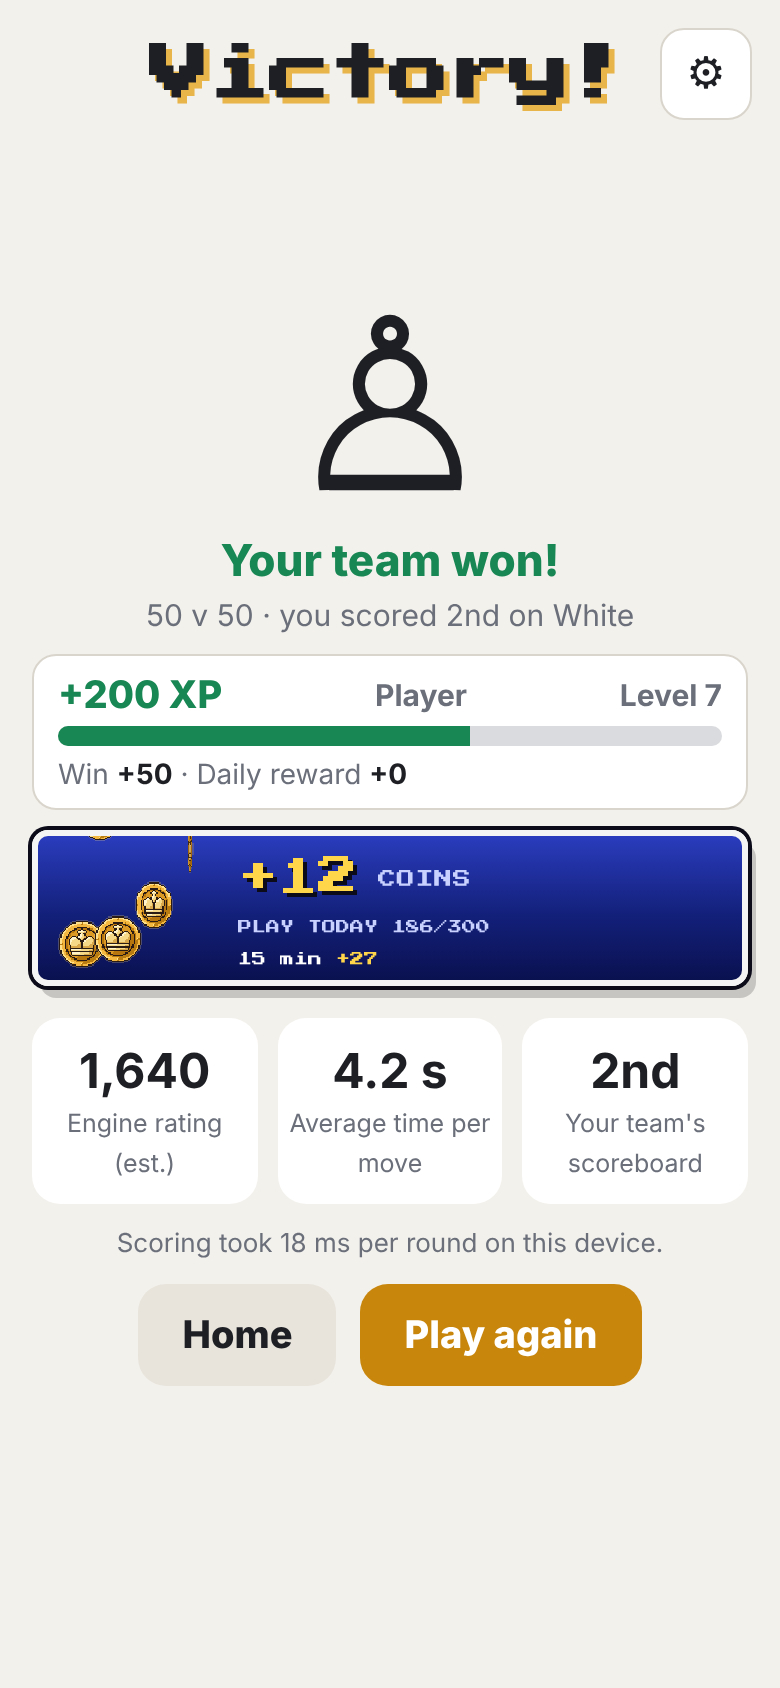 Victory!
Your team won!
50 v 50 · you scored 2nd on White
+200 XP Player Level 7
Win +50 · Daily reward +0
+12 COINS
PLAY TODAY 186/300
15 min +27
1,640
Engine rating
(est.)
4.2 s
Average time per
move
2nd
Your team's
scoreboard
Scoring took 18 ms per round on this device.
Home
Play again